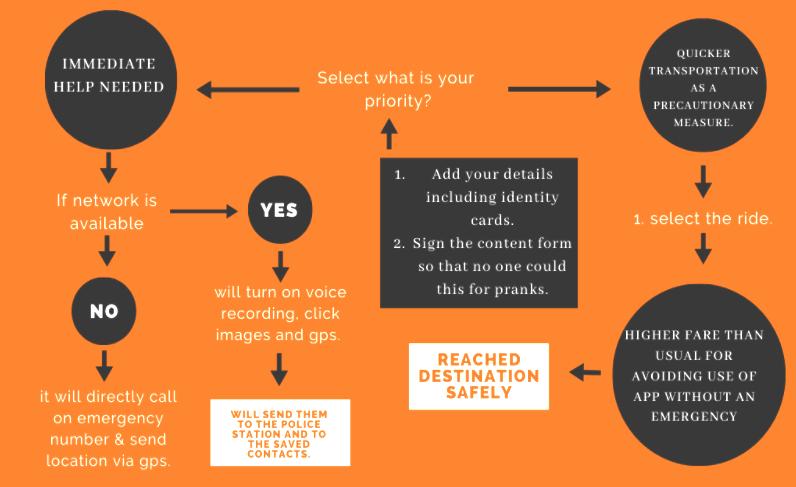 IMMEDIATE
HELP NEEDED
Select what is your
priority?
QUICKER
TRANSPORTATION
AS A
PRECAUTIONARY
MEASURE.
1. Add your details
including identity
cards.
2. Sign the content form
so that no one could
this for pranks.
If network is
available
YES
1. select the ride.
NO
will turn on voice
recording, click
images and gps.
HIGHER FARE THAN
USUAL FOR
AVOIDING USE OF
APP WITHOUT AN
EMERGENCY
REACHED
DESTINATION
SAFELY
it will directly call
on emergency
number & send
location via gps.
WILL SEND THEM
TO THE POLICE
STATION AND TO
THE SAVED
CONTACTS.